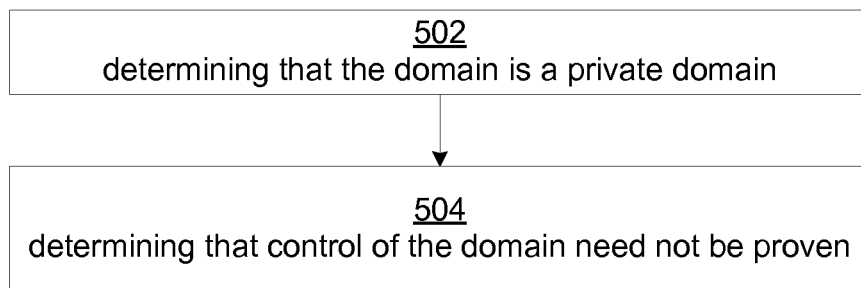 502
determining that the domain is a private domain
504
determining that control of the domain need not be proven